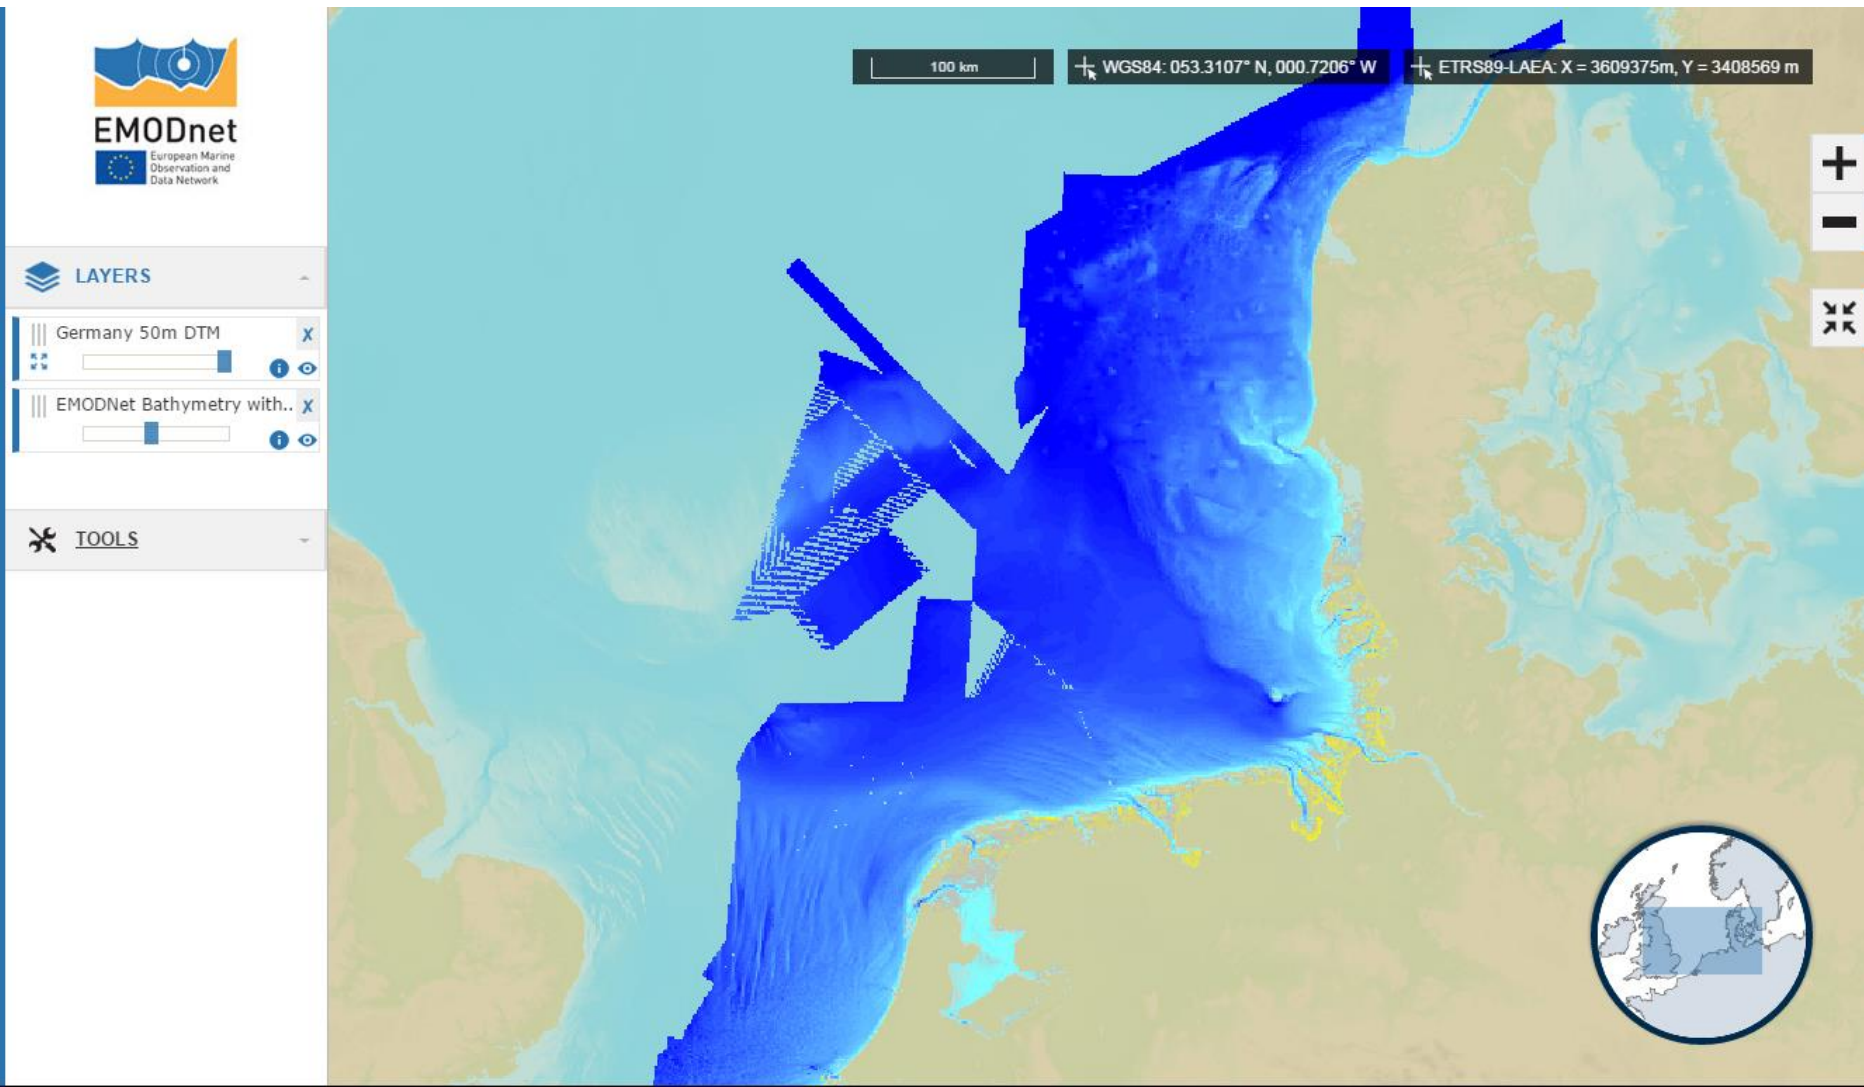 EMODnet
European Marine
Observation and
Data Network
LAYERS
Germany 50m DTM
X
EMODNet Bathymetry with..
X
TOOLS
100 km
WGS84: 053.3107° N, 000.7206° W
ETRS89-LAEA: X = 3609375m, Y = 3408569 m